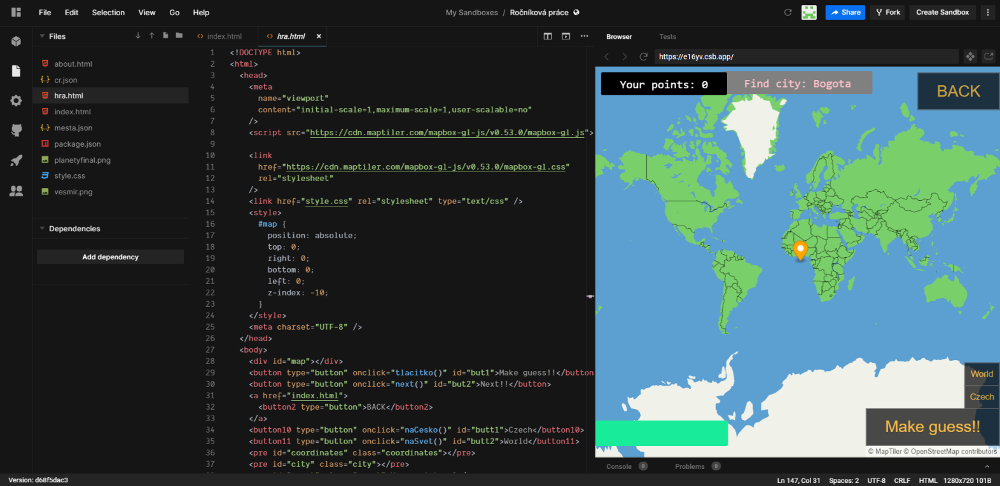 File Edit Selection View Go Help
My Sandboxes / Ročníková práce
Share Fork Create Sandbox
Files
about.html
cr.json
hra.html
index.html
mesta.json
package.json
planetyfinal.png
style.css
vesmir.png
Dependencies
Add dependency
index.html hra.html
1 <!DOCTYPE html>
2 <html>
3 <head>
4 <meta
5 name="viewport"
6 content="initial-scale=1,maximum-scale=1,user-scalable=no"
7 />
8 <script src="https://cdn.maptiler.com/mapbox-gl-js/v0.53.0/mapbox-gl.js">
9
10 <link
11 href="https://cdn.maptiler.com/mapbox-gl-js/v0.53.0/mapbox-gl.css"
12 rel="stylesheet"
13 />
14 <link href="style.css" rel="stylesheet" type="text/css" />
15 <style>
16 #map {
17 position: absolute;
18 top: 0;
19 right: 0;
20 bottom: 0;
21 left: 0;
22 z-index: -10;
23 }
24 </style>
25 <meta charset="UTF-8" />
26 </head>
27 <body>
28 <div id="map"></div>
29 <button type="button" onclick="tlacitko()" id="but1">Make guess!!</button
30 <button type="button" onclick="next()" id="but2">Next!!</button>
31 <a href="index.html">
32 <button2 type="button">BACK</button2>
33 </a>
34 <button10 type="button" onclick="naCesko()" id="butt1">Czech</button10>
35 <button11 type="button" onclick="naSvet()" id="butt2">World</button11>
36 <pre id="coordinates" class="coordinates"></pre>
37 <pre id="city" class="city"></pre>
Browser Tests
https://e16yv.csb.app/
Your points: 0 Find city: Bogota
BACK
World
Czech
Make guess!!
© MapTiler © OpenStreetMap contributors
Console 0 Problems 0
Version: d68f5dac3
Ln 147, Col 31 Spaces: 2 UTF-8 CRLF HTML 1280x720 101B